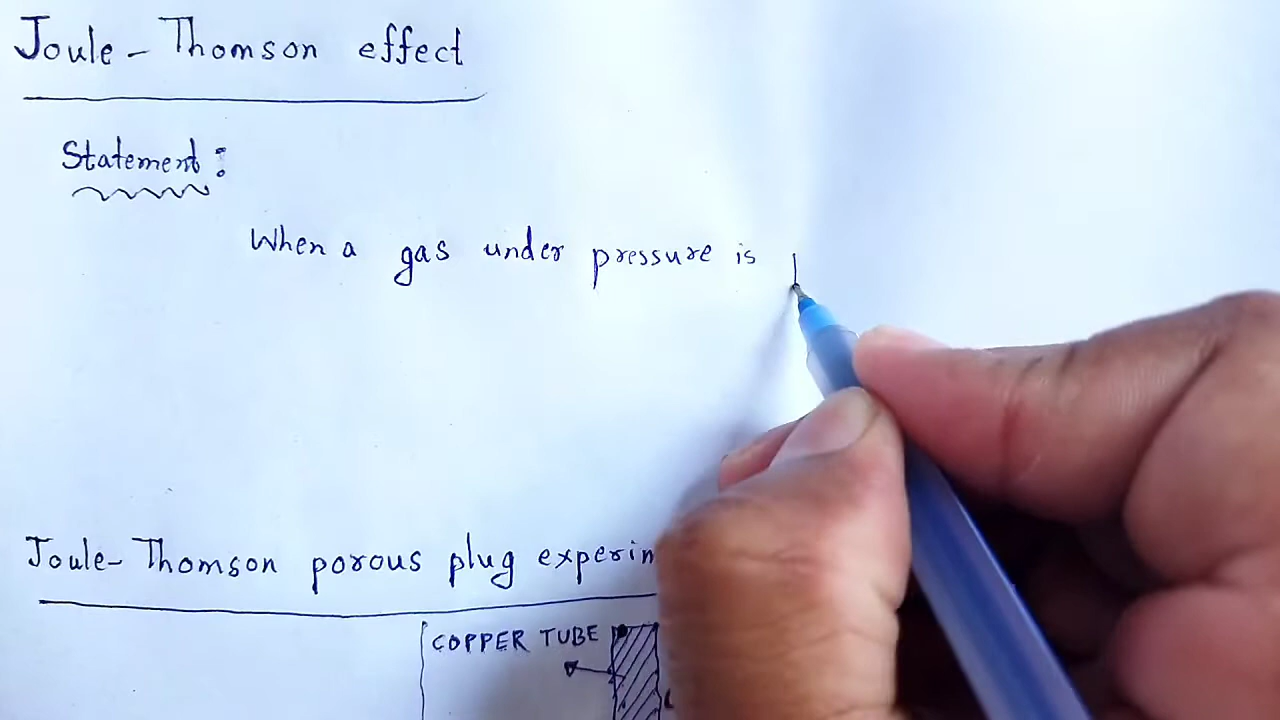 Joule-Thomson effect
Statement:
When a gas under pressure is
Joule-Thomson porous plug experim
COPPER TUBE